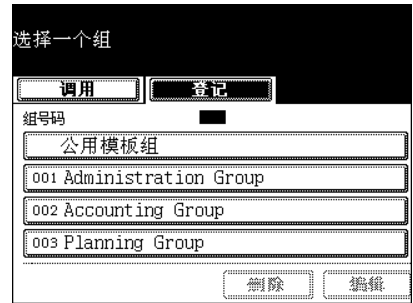 选择一个组
调用 登记
组号码
公用模板组
001 Administration Group
002 Accounting Group
003 Planning Group
删除 编辑